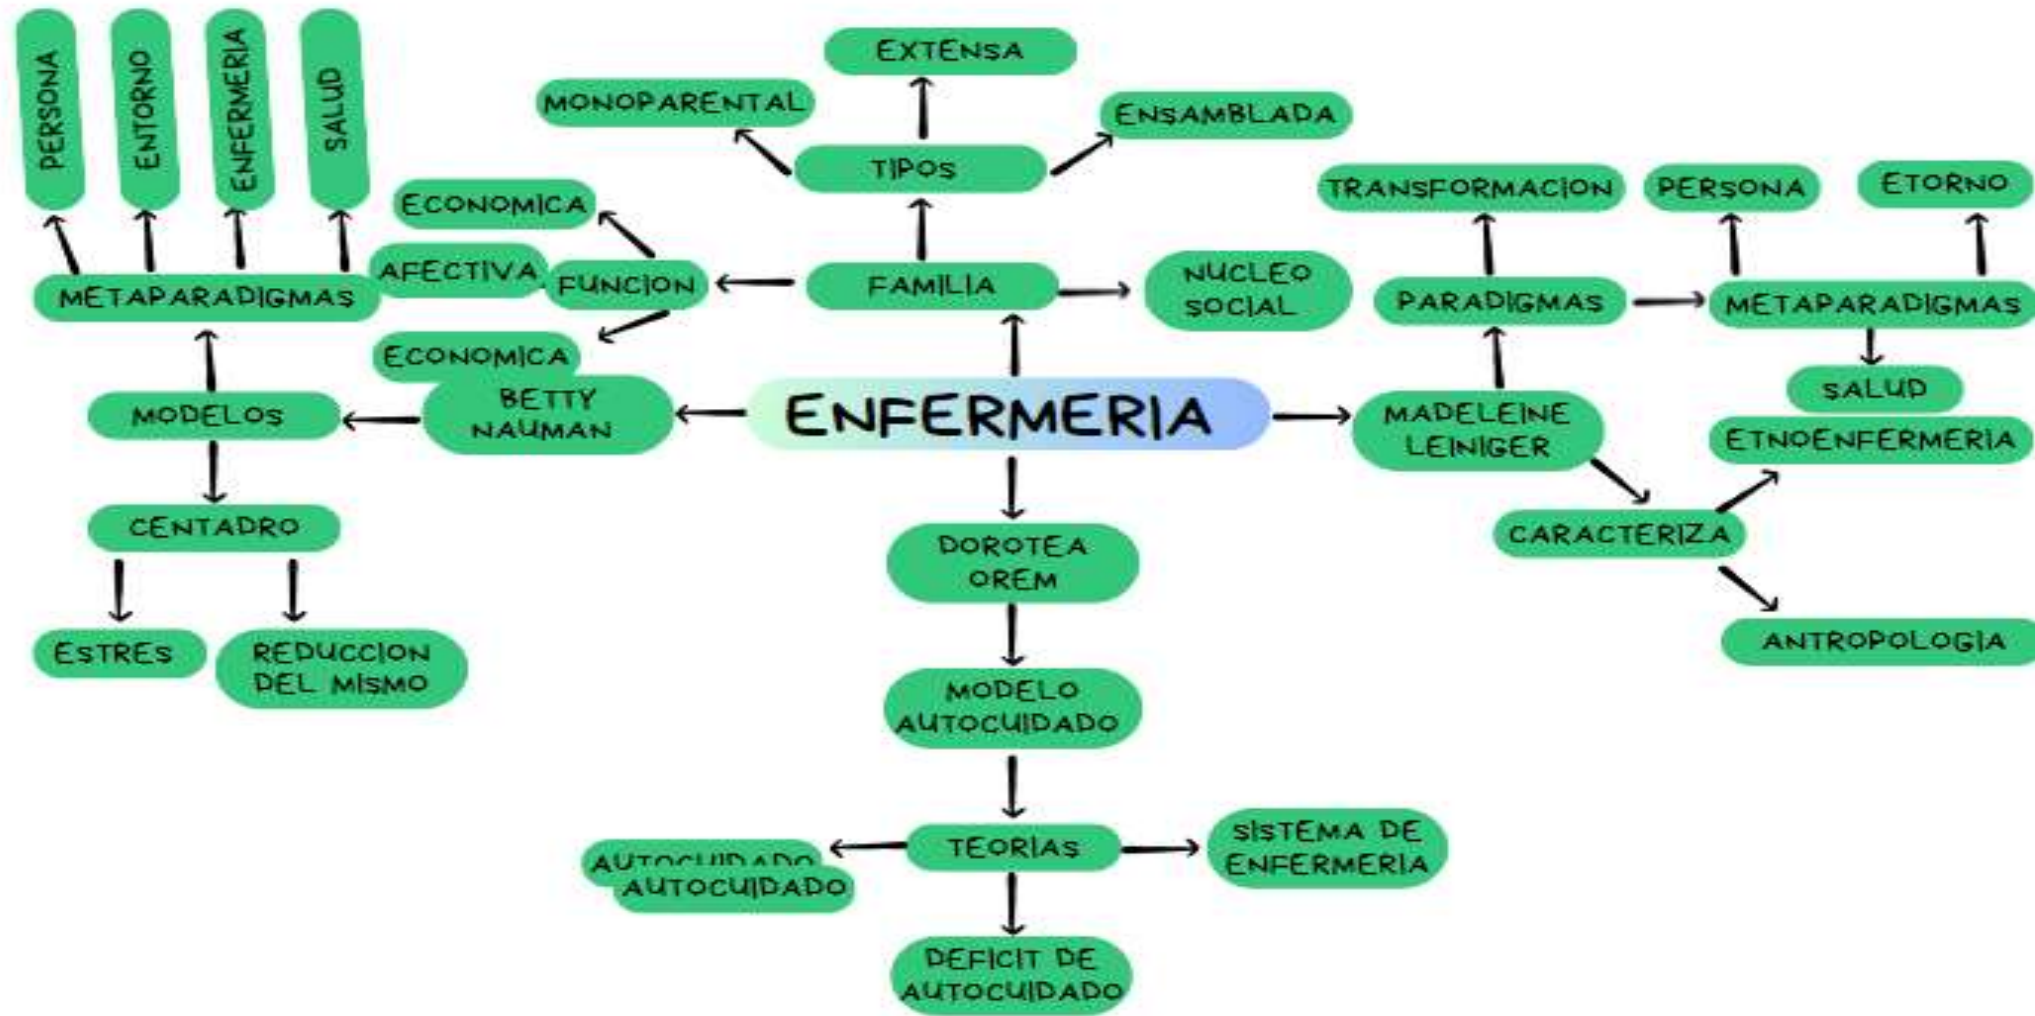 PERSONA
ENTORNO
ENFERMERIA
SALUD
EXTENSA
MONOPARENTAL
ENSAMBLADA
TIPOS
ECONOMICA
AFECTIVA
FUNCION
FAMILIA
NUCLEO
SOCIAL
ECONOMICA
TRANSFORMACION
PERSONA
ETORNO
PARADIGMAS
METAPARADIGMAS
SALUD
METAPARADIGMAS
MODELOS
BETTY
NAUMAN
ENFERMERIA
MADELEINE
LEINIGER
ETNOENFERMERIA
CARACTERIZA
ANTROPOLOGIA
CENTADRO
ESTRES
REDUCCION
DEL MISMO
DOROTEA
OREM
MODELO
AUTOCUIDADO
TEORIAS
AUTOCUIDADO
AUTOCUIDADO
SISTEMA DE
ENFERMERIA
DEFICIT DE
AUTOCUIDADO